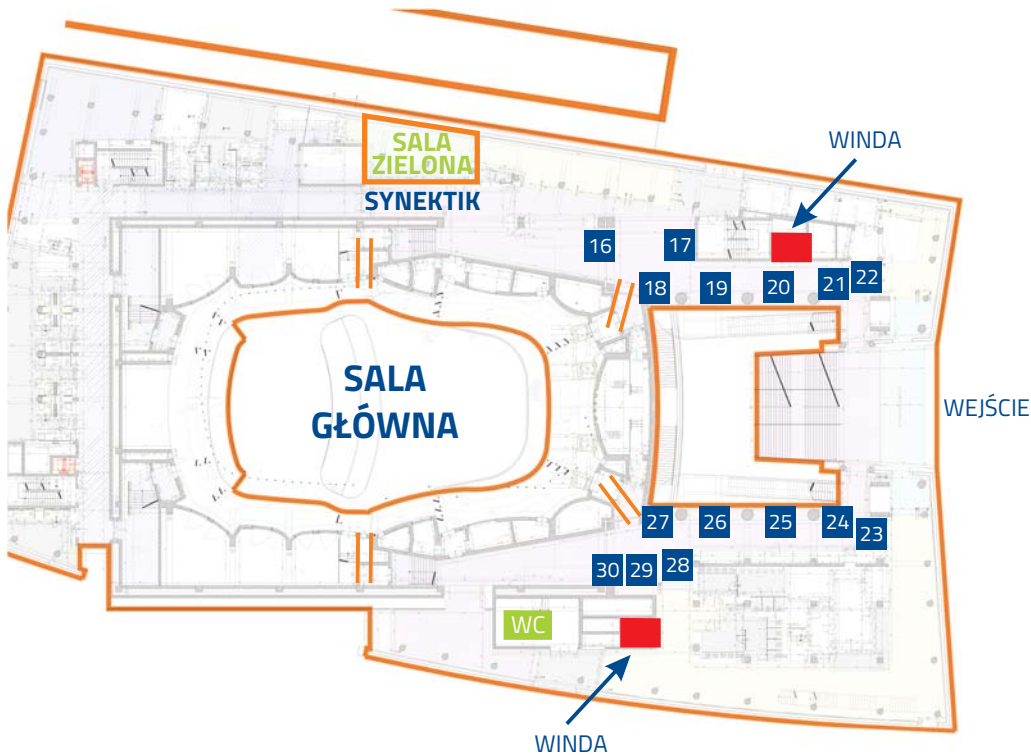 SALA
ZIELONA
SYNEKTIK
WINDA
16
17
18
19
20
21
22
SALA
GŁÓWNA
WEJŚCIE
27
26
25
24
23
30
29
28
WC
WINDA